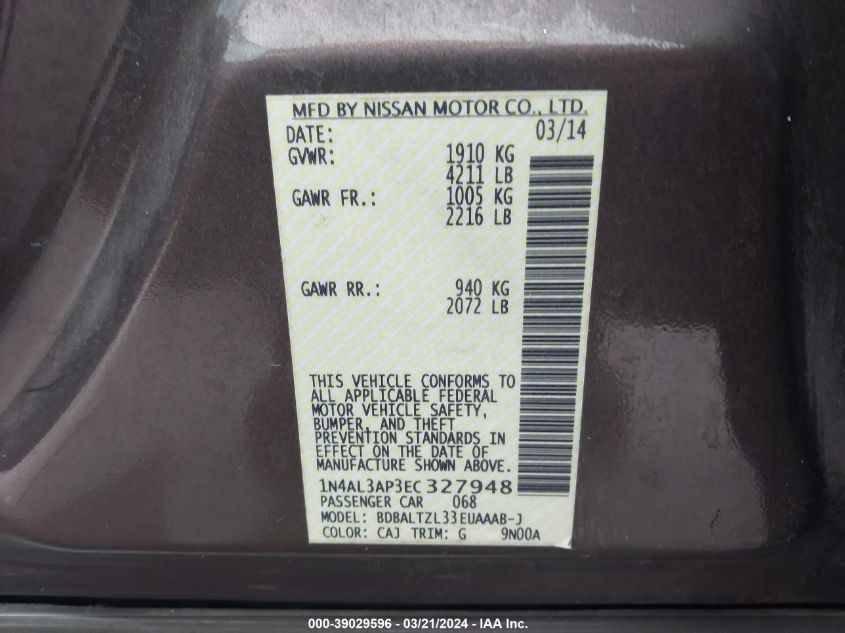 MFD BY NISSAN MOTOR CO., LTD.
DATE: 03/14
GVWR: 1910 KG
4211 LB
GAWR FR.: 1005 KG
2216 LB
GAWR RR.: 940 KG
2072 LB
THIS VEHICLE CONFORMS TO
ALL APPLICABLE FEDERAL
MOTOR VEHICLE SAFETY,
BUMPER, AND THEFT
PREVENTION STANDARDS IN
EFFECT ON THE DATE OF
MANUFACTURE SHOWN ABOVE.
1N4AL3AP3EC327948
PASSENGER CAR 068
MODEL: BDBALTZL33EUAAAB-J
COLOR: CAJ TRIM: G 9N00A
000-39029596 — 03/21/2024 — IAA Inc.